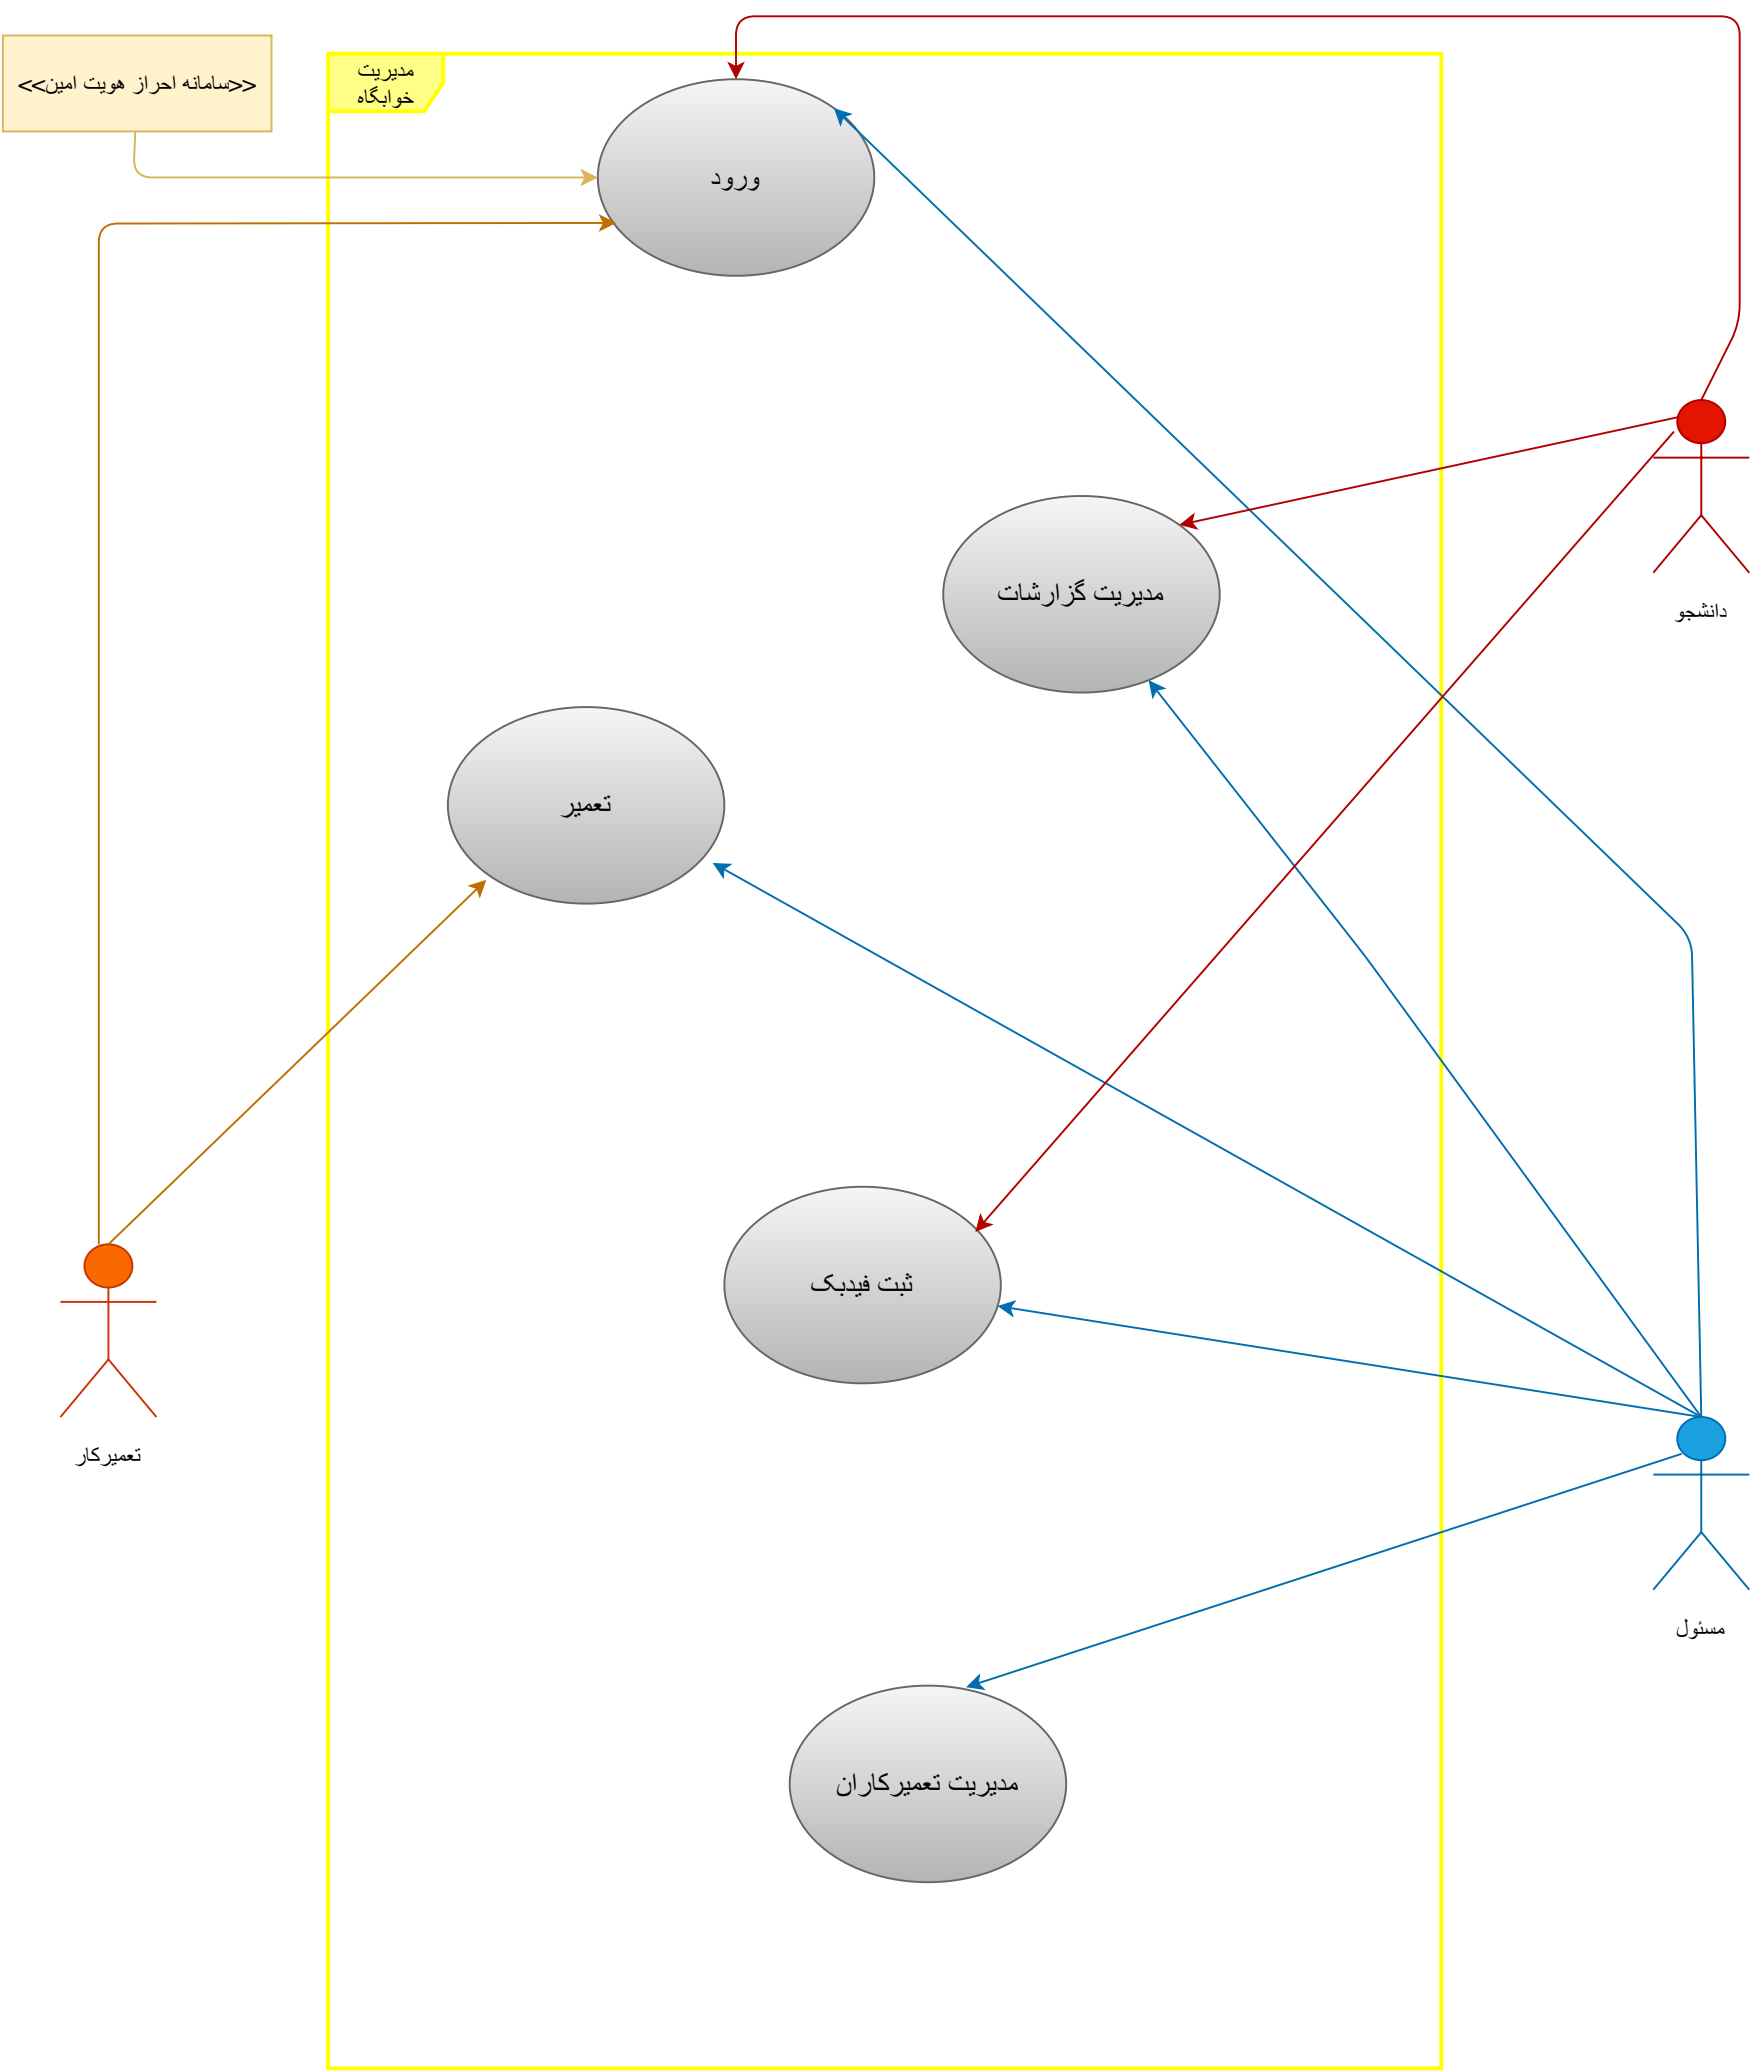 <<سامانه احراز هویت امین>>
مدیریت
خوابگاه
ورود
مدیریت گزارشات
دانشجو
تعمیر
ثبت فیدبک
تعمیرکار
مسئول
مدیریت تعمیرکاران